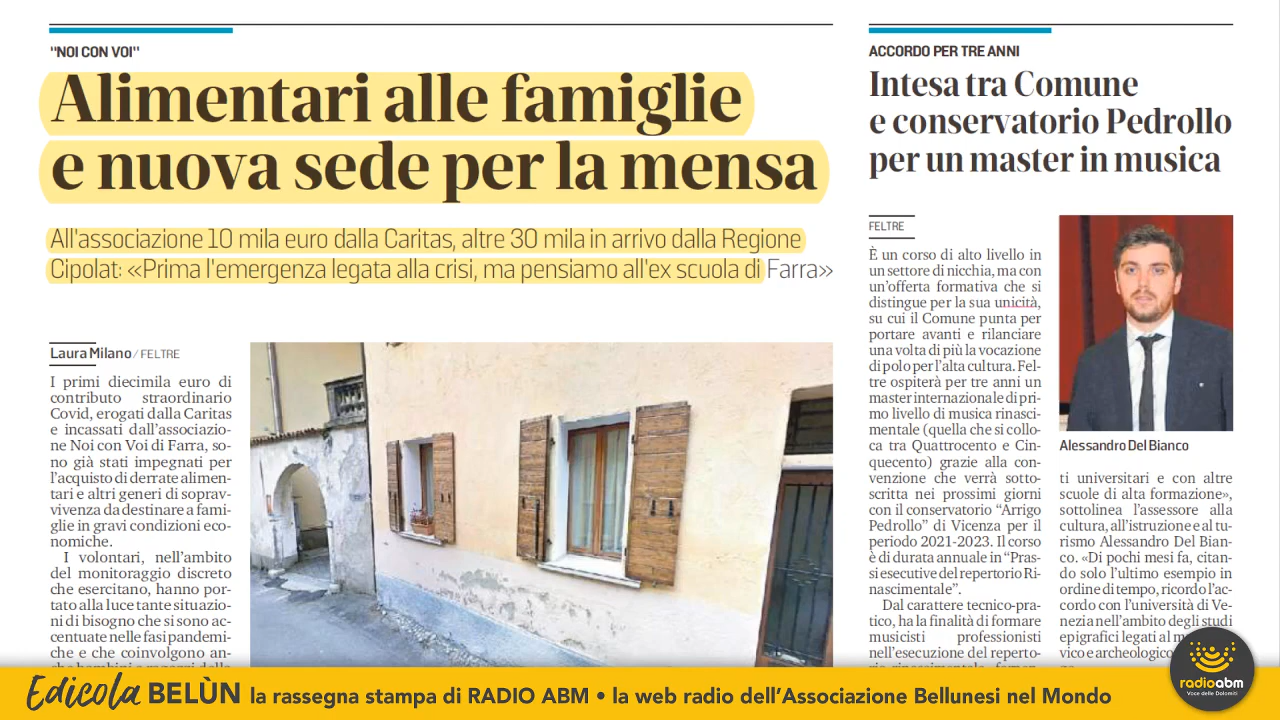 "NOI CON VOI"
Alimentari alle famiglie
e nuova sede per la mensa
All'associazione 10 mila euro dalla Caritas, altre 30 mila in arrivo dalla Regione
Cipolat: «Prima l'emergenza legata alla crisi, ma pensiamo all'ex scuola di Farra»
Laura Milano / FELTRE
I primi diecimila euro di
contributo straordinario
Covid, erogati dalla Caritas
e incassati dall'associazio-
ne Noi con Voi di Farra, so-
no già stati impegnati per
l'acquisto di derrate alimen-
tari e altri generi di soprav-
vivenza da destinare a fami-
glie in gravi condizioni eco-
nomiche.
I volontari, nell'ambito
del monitoraggio discreto
che esercitano, hanno por-
tato alla luce tante situazio-
ni di bisogno che si sono ac-
centuate nelle fasi pandemi-
che e che coinvolgono an-
ACCORDO PER TRE ANNI
Intesa tra Comune
e conservatorio Pedrollo
per un master in musica
FELTRE
È un corso di alto livello in
un settore di nicchia, ma con
un'offerta formativa che si
distingue per la sua unicità,
su cui il Comune punta per
portare avanti e rilanciare
una volta di più la vocazione
di polo per l'alta cultura. Fel-
tre ospiterà per tre anni un
master internazionale di pri-
mo livello di musica rinasci-
mentale (quella che si collo-
ca tra Quattrocento e Cin-
quecento) grazie alla con-
venzione che verrà sotto-
scritta nei prossimi giorni
con il conservatorio “Arrigo
Pedrollo” di Vicenza per il
periodo 2021-2023. Il corso
è di durata annuale in “Pras-
si esecutive del repertorio Ri-
nascimentale”.
Dal carattere tecnico-pra-
tico, ha la finalità di formare
musicisti professionisti
nell'esecuzione del reperto-
Alessandro Del Bianco
ti universitari e con altre
scuole di alta formazione»,
sottolinea l'assessore alla
cultura, all'istruzione e al tu-
rismo Alessandro Del Bian-
co. «Di pochi mesi fa, citan-
do solo l'ultimo esempio in
ordine di tempo, ricordo l'ac-
cordo con l'università di Ve-
nezia nell'ambito degli studi
epigrafici legati al
vico e archeologico
Edicola BELÙN la rassegna stampa di RADIO ABM • la web radio dell'Associazione Bellunesi nel Mondo
radioabm
Voce delle Dolomiti